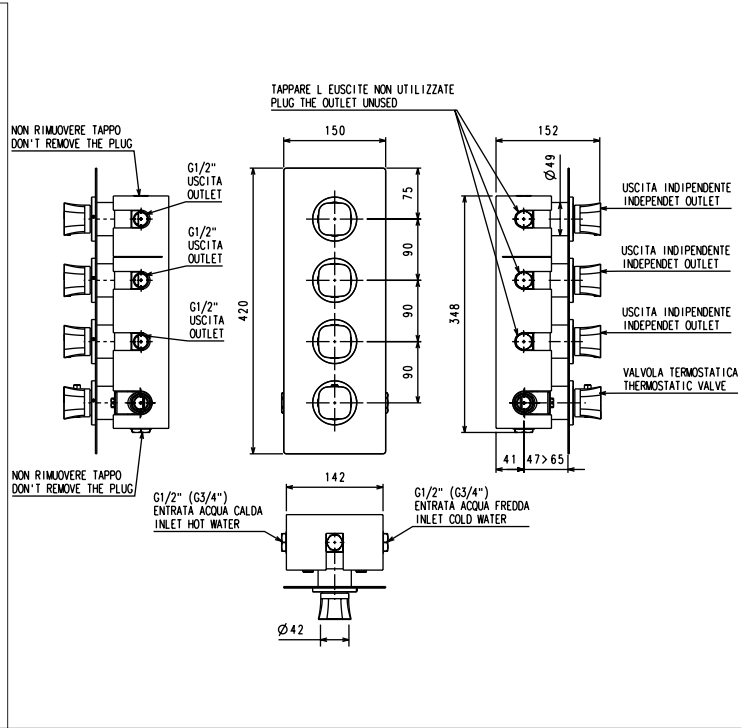 TAPPARE L EUSCITE NON UTILIZZATE
PLUG THE OUTLET UNUSED
NON RIMUOVERE TAPPO
DON'T REMOVE THE PLUG
150
152
G1/2"
USCITA
OUTLET
75
Ø49
USCITA INDIPENDENTE
INDEPENDET OUTLET
G1/2"
USCITA
OUTLET
90
USCITA INDIPENDENTE
INDEPENDET OUTLET
G1/2"
USCITA
OUTLET
420
90
348
USCITA INDIPENDENTE
INDEPENDET OUTLET
90
VALVOLA TERMOSTATICA
THERMOSTATIC VALVE
41
47>65
NON RIMUOVERE TAPPO
DON'T REMOVE THE PLUG
142
G1/2" (G3/4")
ENTRATA ACQUA CALDA
INLET HOT WATER
G1/2" (G3/4")
ENTRATA ACQUA FREDDA
INLET COLD WATER
Ø42